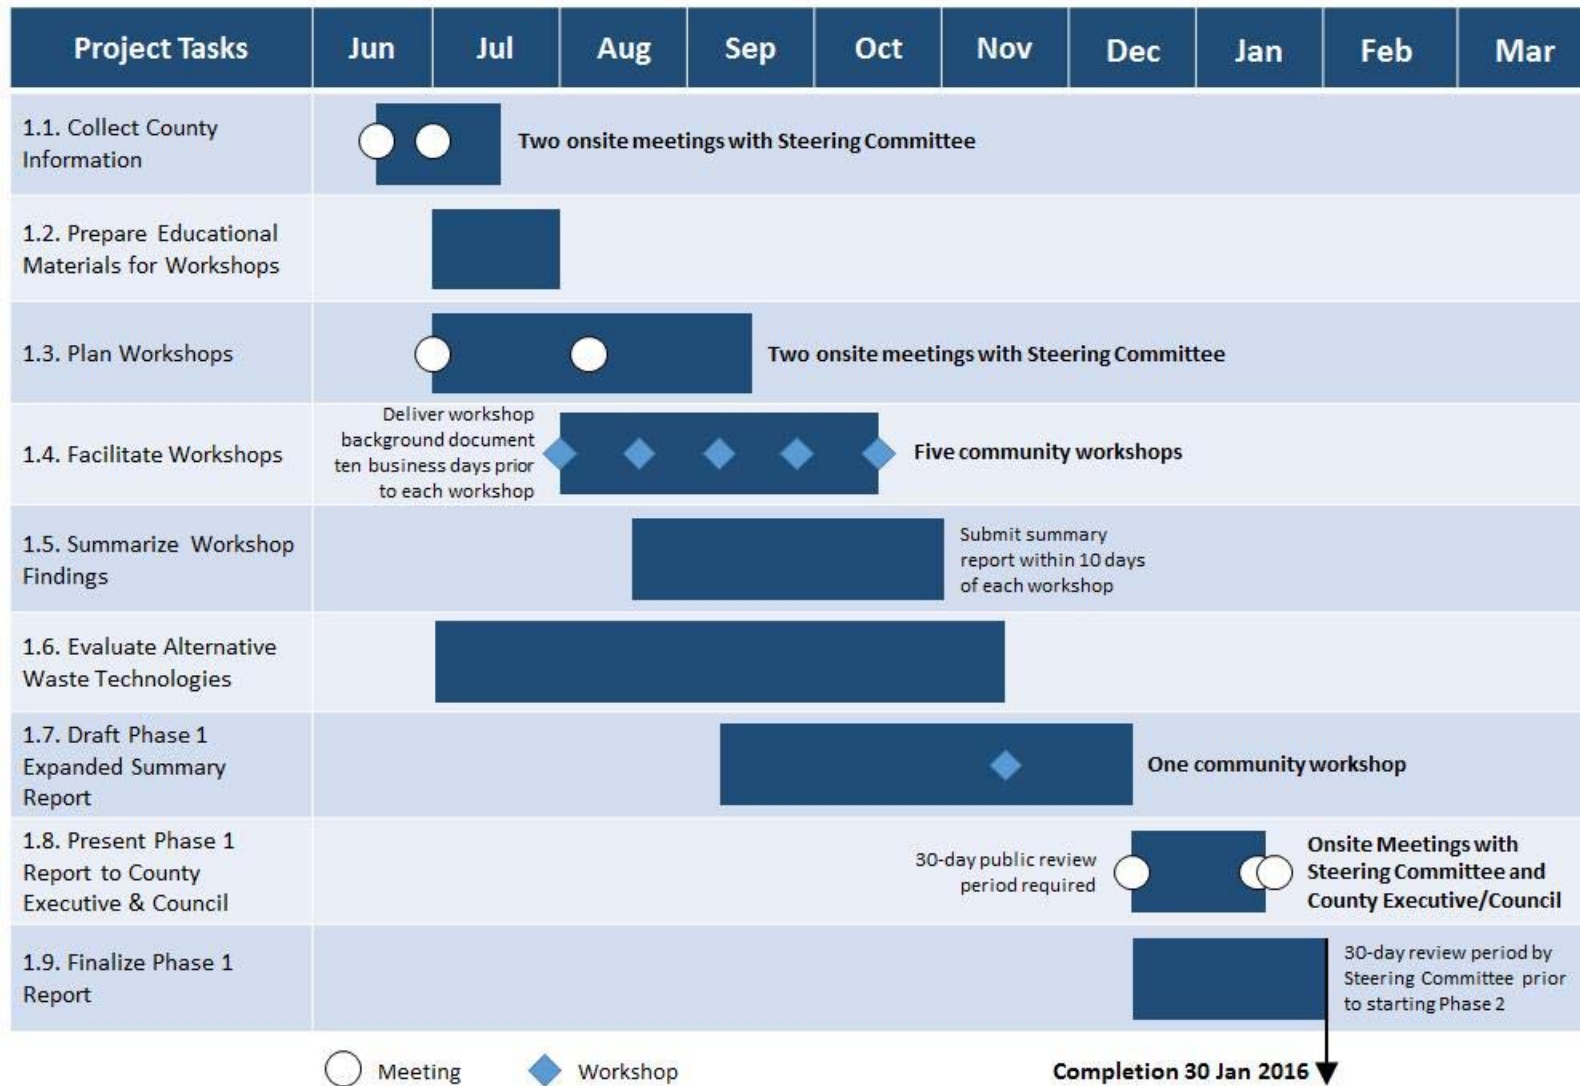 Project Tasks Jun Jul Aug Sep Oct Nov Dec Jan Feb Mar
1.1. Collect County
Information
Two onsite meetings with Steering Committee
1.2. Prepare Educational
Materials for Workshops
1.3. Plan Workshops
Two onsite meetings with Steering Committee
1.4. Facilitate Workshops
Deliver workshop
background document
ten business days prior
to each workshop
Five community workshops
1.5. Summarize Workshop
Findings
Submit summary
report within 10 days
of each workshop
1.6. Evaluate Alternative
Waste Technologies
1.7. Draft Phase 1
Expanded Summary
Report
One community workshop
1.8. Present Phase 1
Report to County
Executive & Council
30-day public review
period required
Onsite Meetings with
Steering Committee and
County Executive/Council
1.9. Finalize Phase 1
Report
30-day review period by
Steering Committee prior
to starting Phase 2
Meeting
Workshop
Completion 30 Jan 2016